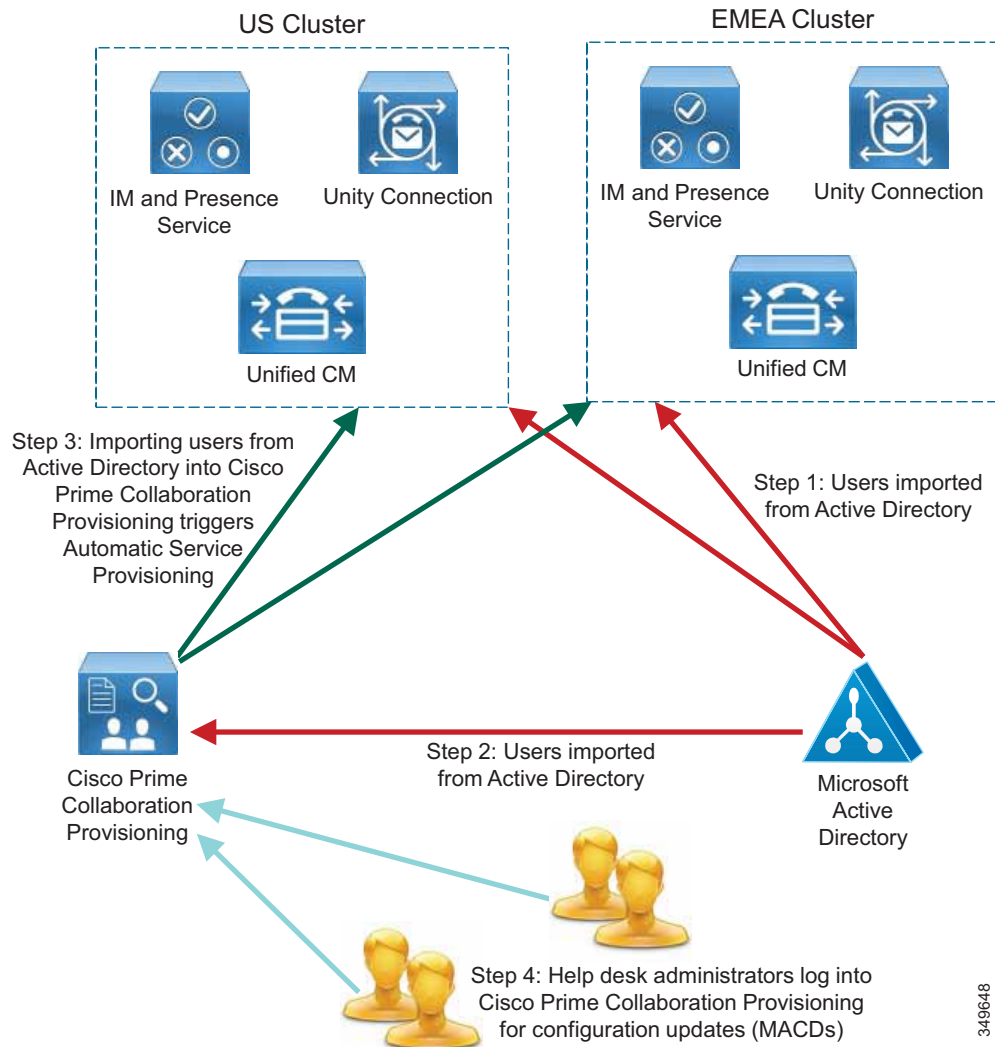 US Cluster
EMEA Cluster
IM and Presence
Service
Unity Connection
Unified CM
IM and Presence
Service
Unity Connection
Unified CM
Step 3: Importing users from
Active Directory into Cisco
Prime Collaboration
Provisioning triggers
Automatic Service
Provisioning
Step 1: Users imported
from Active Directory
Step 2: Users imported
from Active Directory
Cisco Prime
Collaboration
Provisioning
Microsoft
Active
Directory
Step 4: Help desk administrators log into
Cisco Prime Collaboration Provisioning
for configuration updates (MACDs)
349648